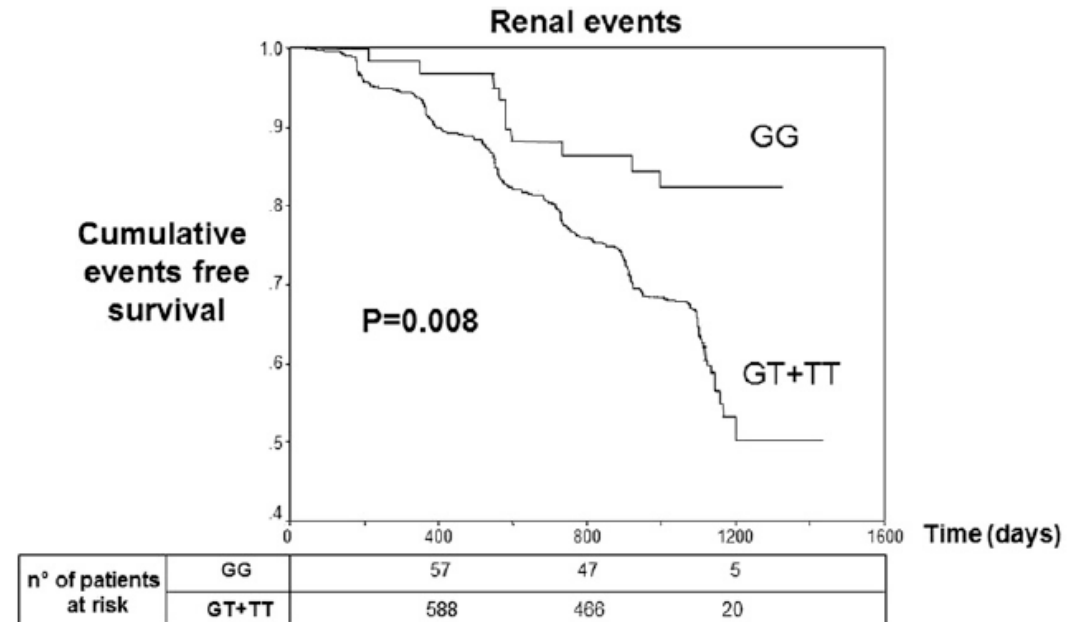 Renal events
1.0
.9
.8
.7
.6
.5
.4
Cumulative
events free
survival
GG
P=0.008
GT+TT
0 400 800 1200 1600 Time (days)
n° of patients at risk
GG 57 47 5
GT+TT 588 466 20